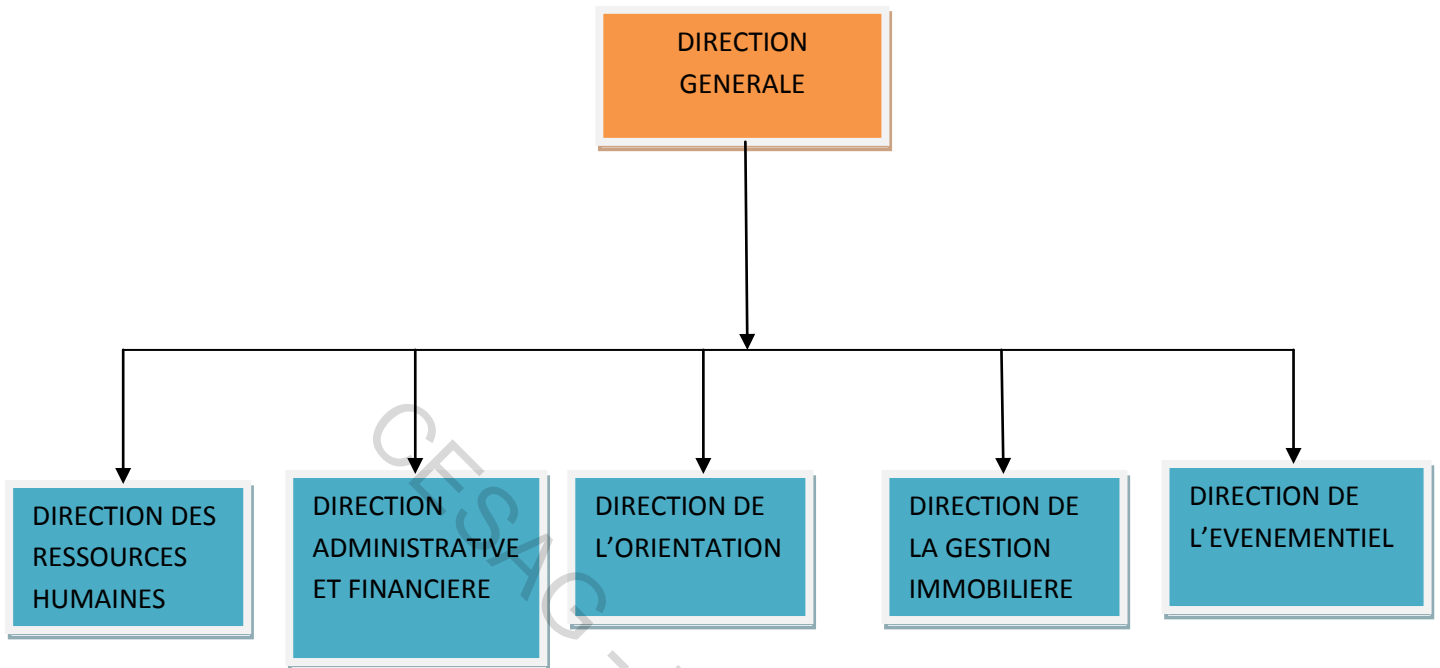 DIRECTION
GENERALE
DIRECTION DES
RESSOURCES
HUMAINES
DIRECTION
ADMINISTRATIVE
ET FINANCIERE
DIRECTION DE
L’ORIENTATION
DIRECTION DE
LA GESTION
IMMOBILIERE
DIRECTION DE
L’EVENEMENTIEL
CESAG -